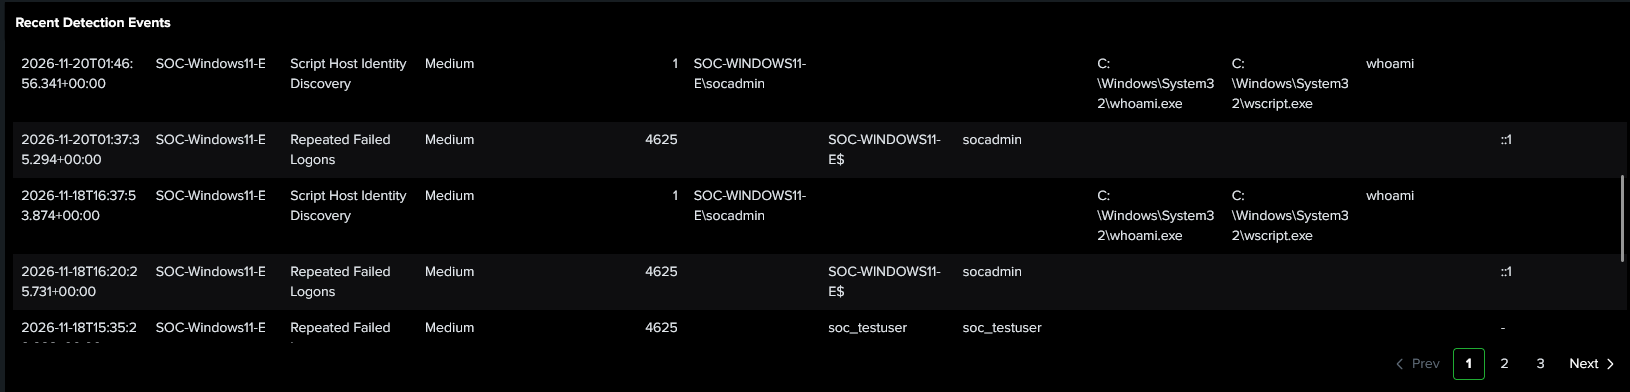 Recent Detection Events
2026-11-20T01:46: SOC-Windows11-E Script Host Identity Medium 1 SOC-WINDOWS11- C: C: whoami
56.341+00:00 Discovery E\socadmin \Windows\System3 \Windows\System3
2\whoami.exe 2\wscript.exe
2026-11-20T01:37:3 SOC-Windows11-E Repeated Failed Medium 4625 SOC-WINDOWS11- socadmin ::1
5.294+00:00 Logons E$
2026-11-18T16:37:5 SOC-Windows11-E Script Host Identity Medium 1 SOC-WINDOWS11- C: C: whoami
3.874+00:00 Discovery E\socadmin \Windows\System3 \Windows\System3
2\whoami.exe 2\wscript.exe
2026-11-18T16:20:2 SOC-Windows11-E Repeated Failed Medium 4625 SOC-WINDOWS11- socadmin ::1
5.731+00:00 Logons E$
2026-11-18T15:35:2 SOC-Windows11-E Repeated Failed Medium 4625 soc_testuser soc_testuser -
Prev 1 2 3 Next